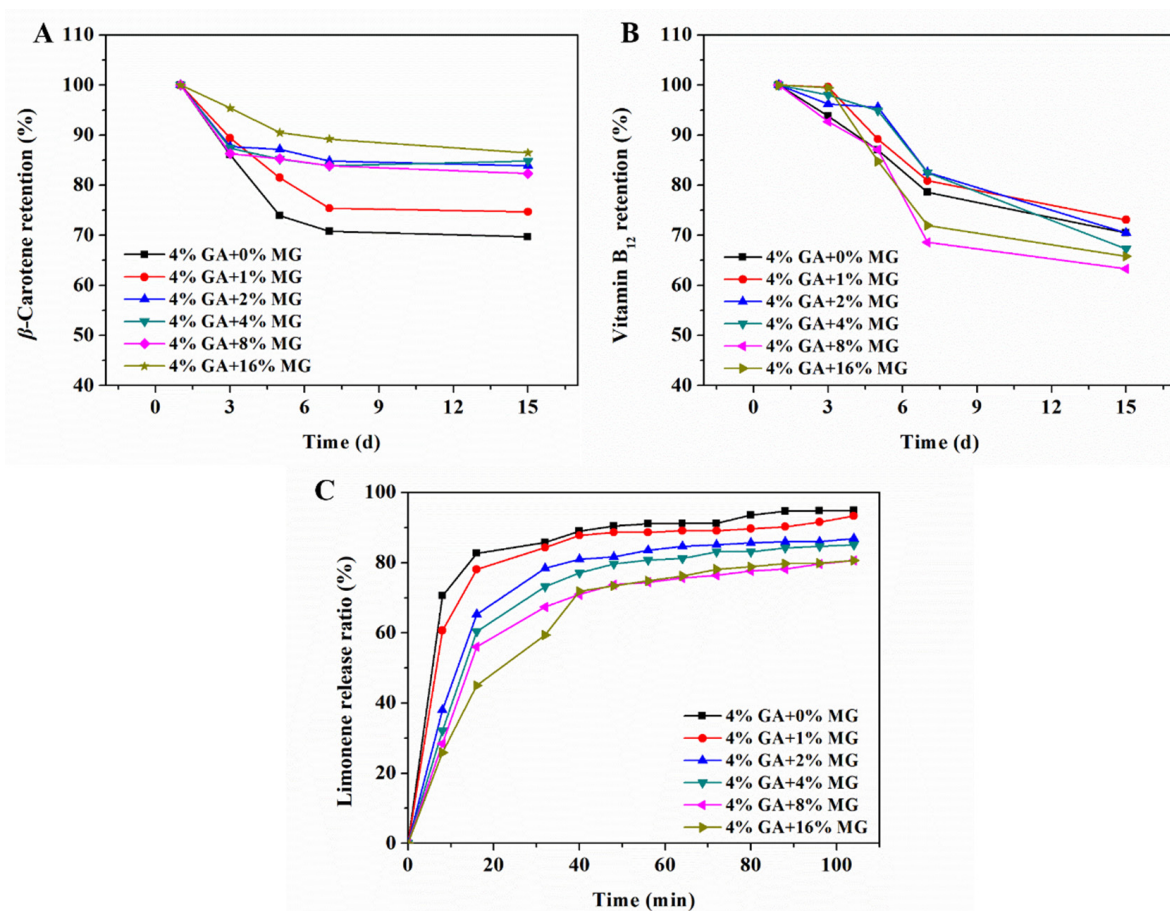 A
β-Carotene retention (%)
110
100
90
80
70
60
50
40
4% GA+0% MG
4% GA+1% MG
4% GA+2% MG
4% GA+4% MG
4% GA+8% MG
4% GA+16% MG
0 3 6 9 12 15
Time (d)
B
Vitamin B12 retention (%)
110
100
90
80
70
60
50
40
4% GA+0% MG
4% GA+1% MG
4% GA+2% MG
4% GA+4% MG
4% GA+8% MG
4% GA+16% MG
0 3 6 9 12 15
Time (d)
C
Limonene release ratio (%)
100
80
60
40
20
0
4% GA+0% MG
4% GA+1% MG
4% GA+2% MG
4% GA+4% MG
4% GA+8% MG
4% GA+16% MG
0 20 40 60 80 100
Time (min)